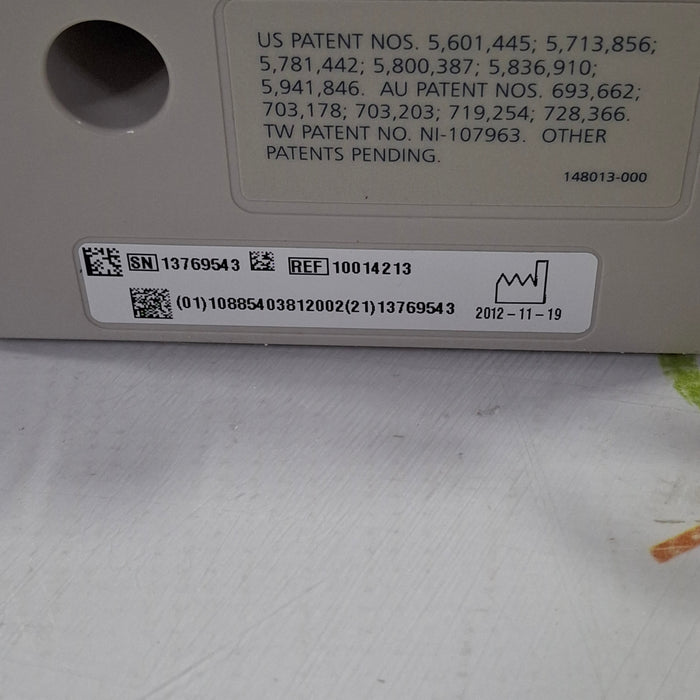 US PATENT NOS. 5,601,445; 5,713,856;
5,781,442; 5,800,387; 5,836,910;
5,941,846. AU PATENT NOS. 693,662;
703,178; 703,203; 719,254; 728,366.
TW PATENT NO. NI-107963. OTHER
PATENTS PENDING.
148013-000
SN 13769543 REF 10014213
(01)10885403812002(21)13769543
2012-11-19